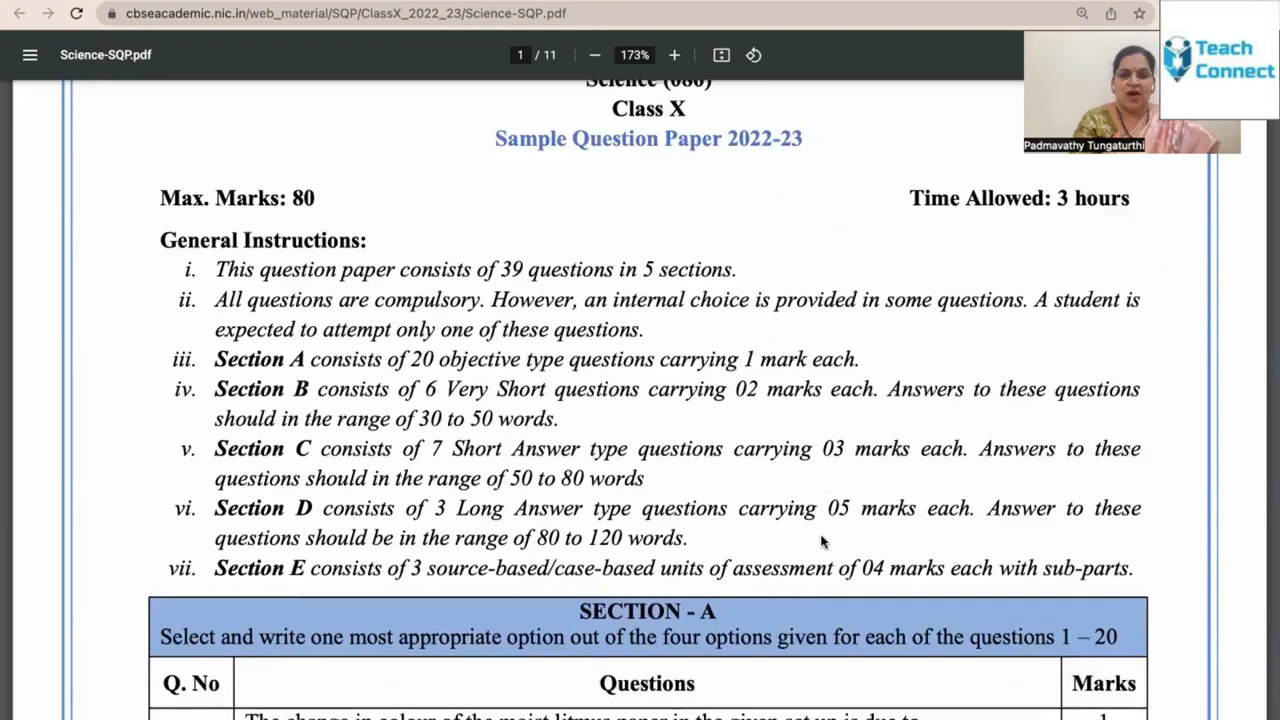 cbseacademic.nic.in/web_material/SQP/ClassX_2022_23/Science-SQP.pdf
Science-SQP.pdf
1 / 11
173%
Teach
Connect
Padmavathy Tungaturthi
Science (086)
Class X
Sample Question Paper 2022-23
Max. Marks: 80
Time Allowed: 3 hours
General Instructions:
i. This question paper consists of 39 questions in 5 sections.
ii. All questions are compulsory. However, an internal choice is provided in some questions. A student is
expected to attempt only one of these questions.
iii. Section A consists of 20 objective type questions carrying 1 mark each.
iv. Section B consists of 6 Very Short questions carrying 02 marks each. Answers to these questions
should in the range of 30 to 50 words.
v. Section C consists of 7 Short Answer type questions carrying 03 marks each. Answers to these
questions should in the range of 50 to 80 words
vi. Section D consists of 3 Long Answer type questions carrying 05 marks each. Answer to these
questions should be in the range of 80 to 120 words.
vii. Section E consists of 3 source-based/case-based units of assessment of 04 marks each with sub-parts.
SECTION - A
Select and write one most appropriate option out of the four options given for each of the questions 1 – 20
Q. No
Questions
Marks
The change in colour of the moist litmus paper in the given set up is due to
1